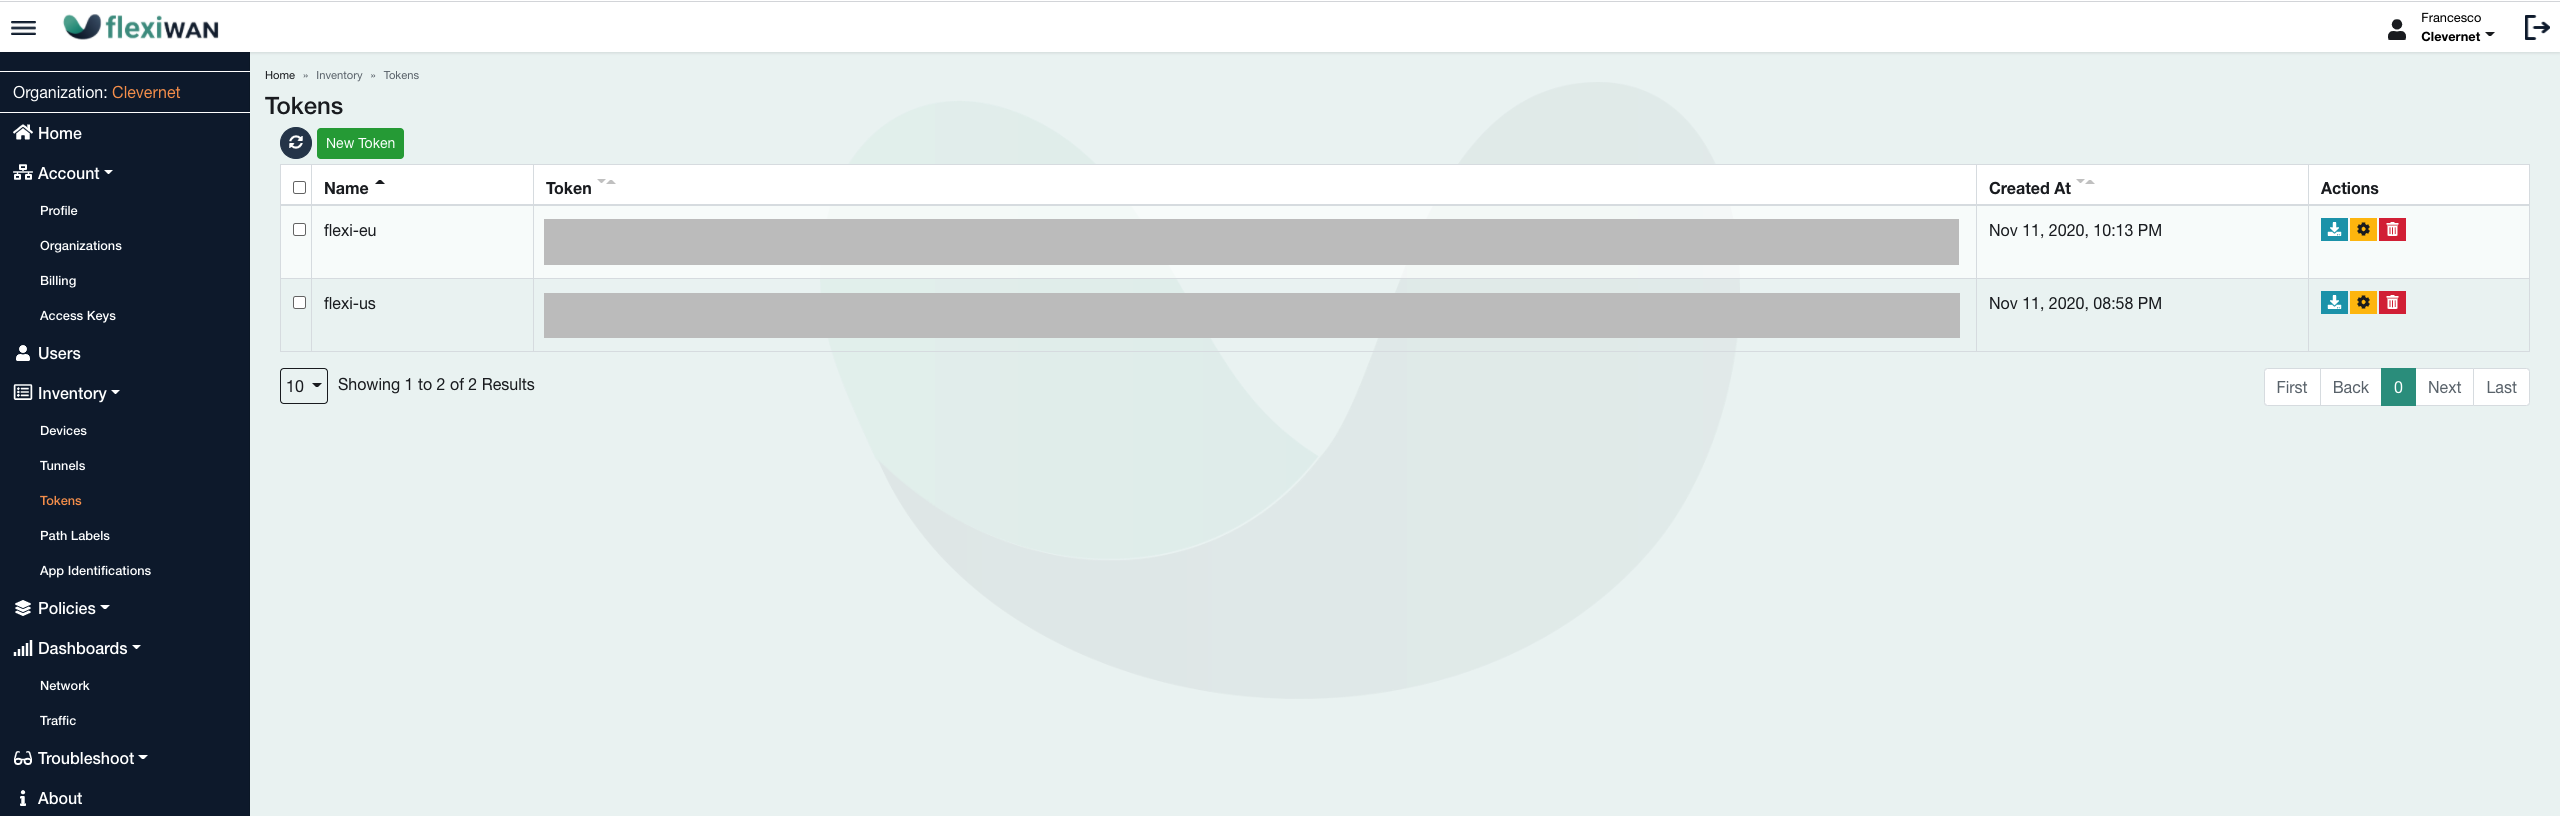 flexiWAN
Francesco
Clevernet
Organization: Clevernet
Home
Account
Profile
Organizations
Billing
Access Keys
Users
Inventory
Devices
Tunnels
Tokens
Path Labels
App Identifications
Policies
Dashboards
Network
Traffic
Troubleshoot
About
Home » Inventory » Tokens
Tokens
New Token
Name Token Created At Actions
flexi-eu Nov 11, 2020, 10:13 PM
flexi-us Nov 11, 2020, 08:58 PM
10 Showing 1 to 2 of 2 Results
First Back 0 Next Last